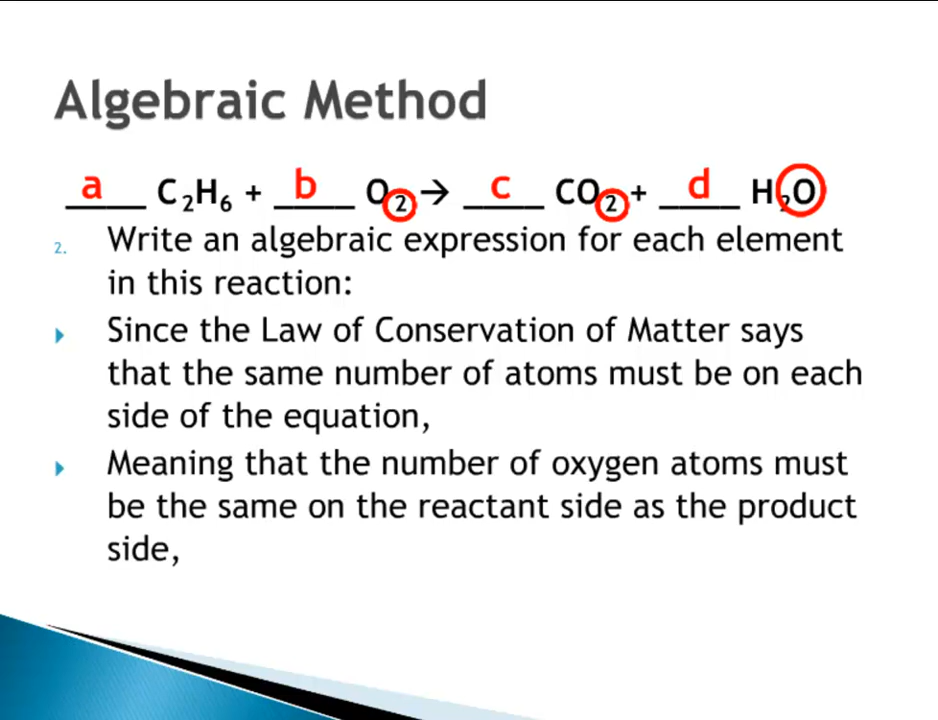 Algebraic Method
a C₂H₆ + b O₂ → c CO₂ + d H₂O
2. Write an algebraic expression for each element
in this reaction:
Since the Law of Conservation of Matter says
that the same number of atoms must be on each
side of the equation,
Meaning that the number of oxygen atoms must
be the same on the reactant side as the product
side,